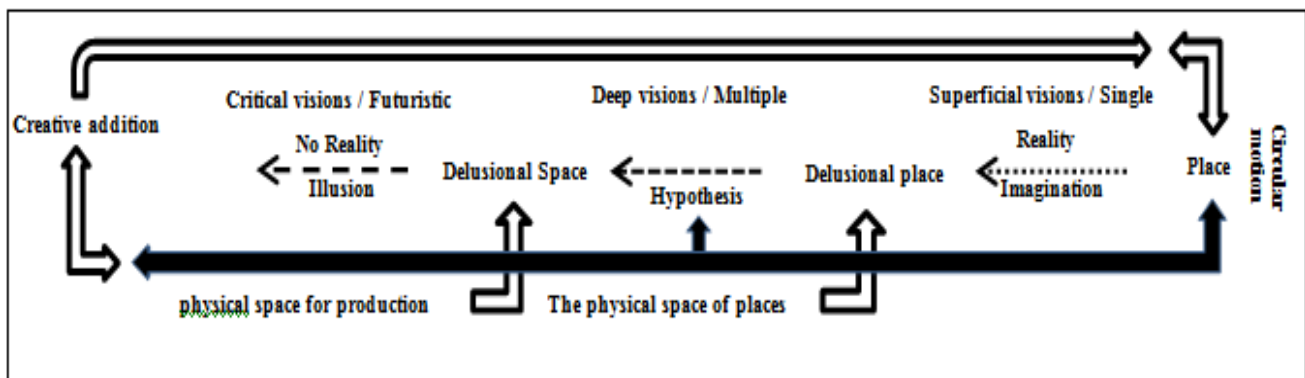 Critical visions / Futuristic
Deep visions / Multiple
Superficial visions / Single
Creative addition
No Reality
Illusion
Delusional Space
Hypothesis
Delusional place
Reality
Imagination
Place
Circular
motion
physical space for production
The physical space of places